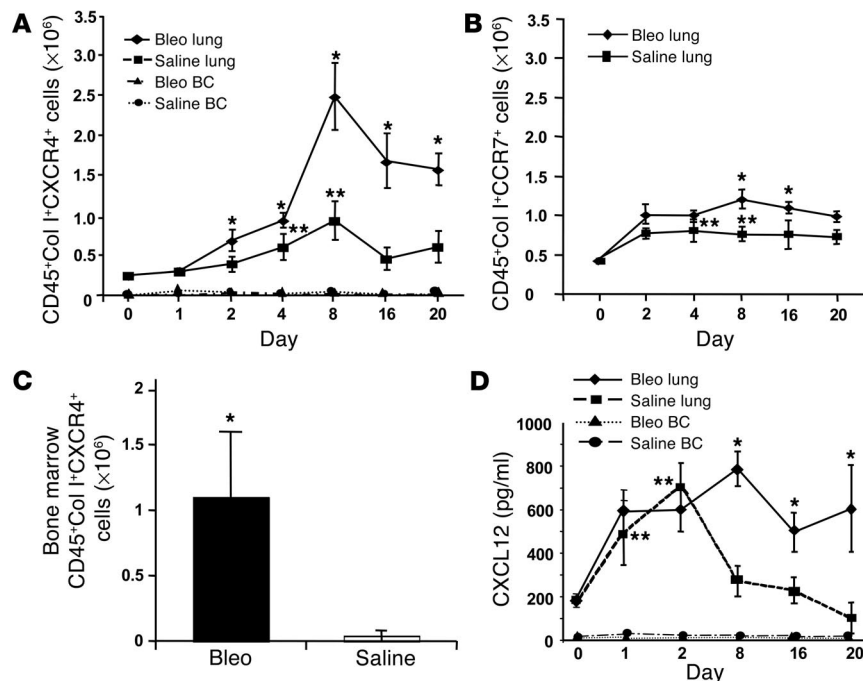 A
CD45⁺Col I⁺CXCR4⁺ cells (×10⁶)
3.5
3.0
2.5
2.0
1.5
1.0
0.5
0
Bleo lung
Saline lung
Bleo BC
Saline BC
*
*
*
*
*
**
**
0 1 2 4 8 16 20
Day
B
CD45⁺Col I⁺CCR7⁺ cells (×10⁶)
3.5
3.0
2.5
2.0
1.5
1.0
0.5
0
Bleo lung
Saline lung
* *
** **
0 2 4 8 16 20
Day
C
Bone marrow
CD45⁺Col I⁺CXCR4⁺
cells (×10⁶)
2
1.5
1
0.5
0
*
Bleo Saline
D
Bleo lung
Saline lung
Bleo BC
Saline BC
CXCL12 (pg/ml)
1000
800
600
400
200
0
*
*
*
**
**
0 1 2 8 16 20
Day